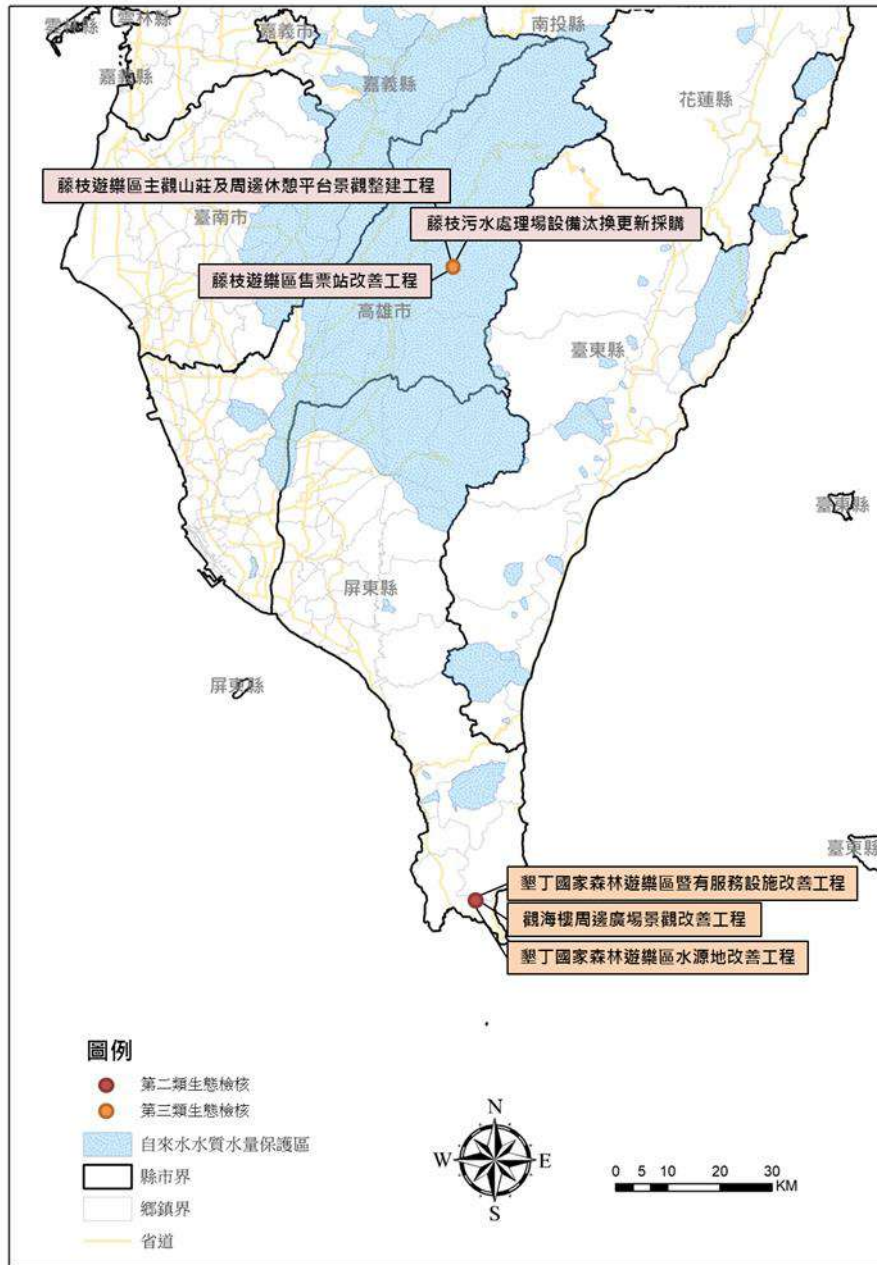 雲林縣
雲林縣
嘉義市
南投縣
嘉義縣
嘉義縣
花蓮縣
藤枝遊樂區主觀山莊及周邊休憩平台景觀整建工程
臺南市
藤枝污水處理場設備汰換更新採購
藤枝遊樂區售票站改善工程
高雄市
臺東縣
臺東縣
屏東縣
屏東縣
臺東縣
墾丁國家森林遊樂區暨有服務設施改善工程
觀海樓周邊廣場景觀改善工程
墾丁國家森林遊樂區水源地改善工程
圖例
第二類生態檢核
第三類生態檢核
自來水水質水量保護區
縣市界
鄉鎮界
省道
N
W E
S
0 5 10 20 30
KM